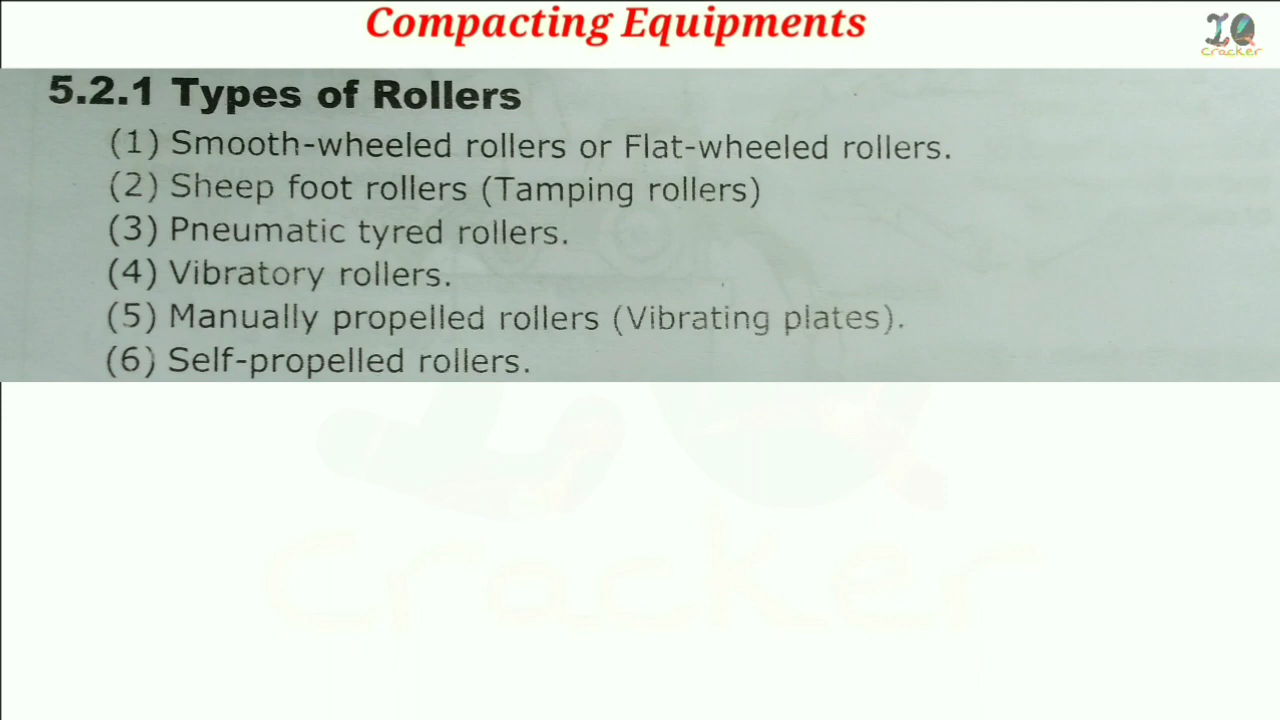 Compacting Equipments
IQ
cracker
5.2.1 Types of Rollers
(1) Smooth-wheeled rollers or Flat-wheeled rollers.
(2) Sheep foot rollers (Tamping rollers)
(3) Pneumatic tyred rollers.
(4) Vibratory rollers.
(5) Manually propelled rollers (Vibrating plates).
(6) Self-propelled rollers.
cracker